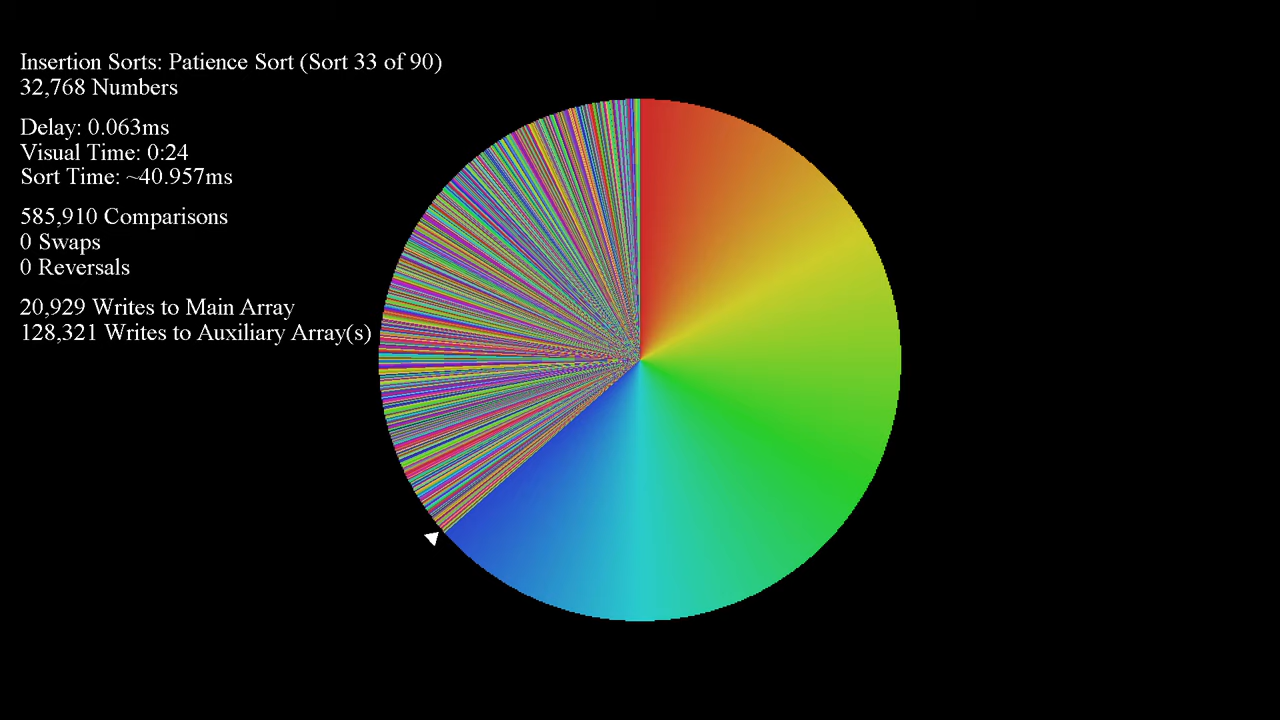 Insertion Sorts: Patience Sort (Sort 33 of 90)
32,768 Numbers
Delay: 0.063ms
Visual Time: 0:24
Sort Time: ~40.957ms
585,910 Comparisons
0 Swaps
0 Reversals
20,929 Writes to Main Array
128,321 Writes to Auxiliary Array(s)